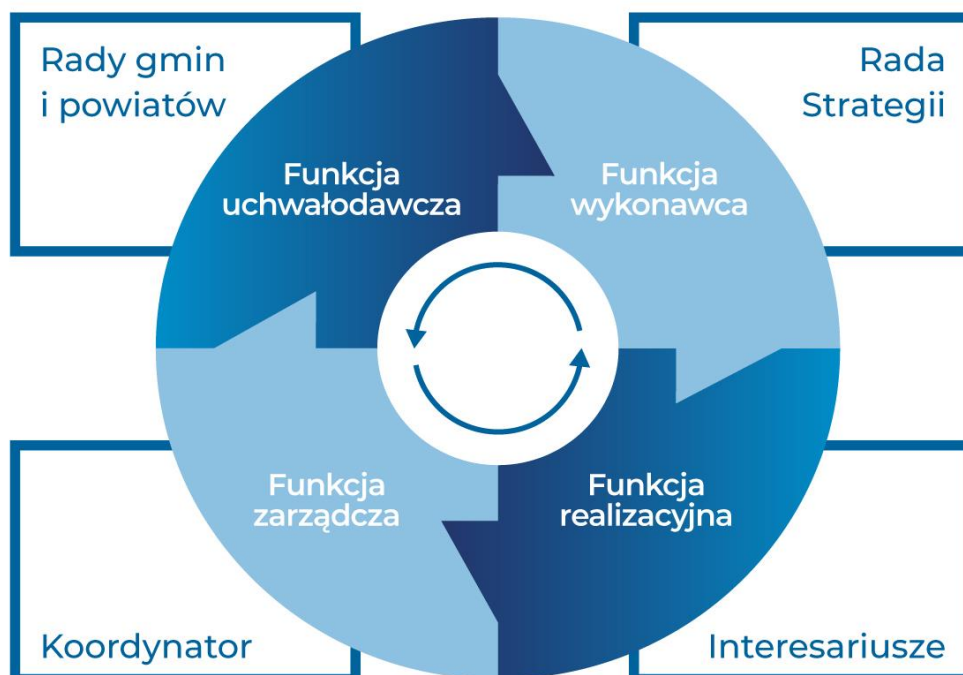 Rady gmin
i powiatów
Rada
Strategii
Funkcja
uchwałodawcza
Funkcja
wykonawca
Funkcja
zarządcza
Funkcja
realizacyjna
Koordynator
Interesariusze